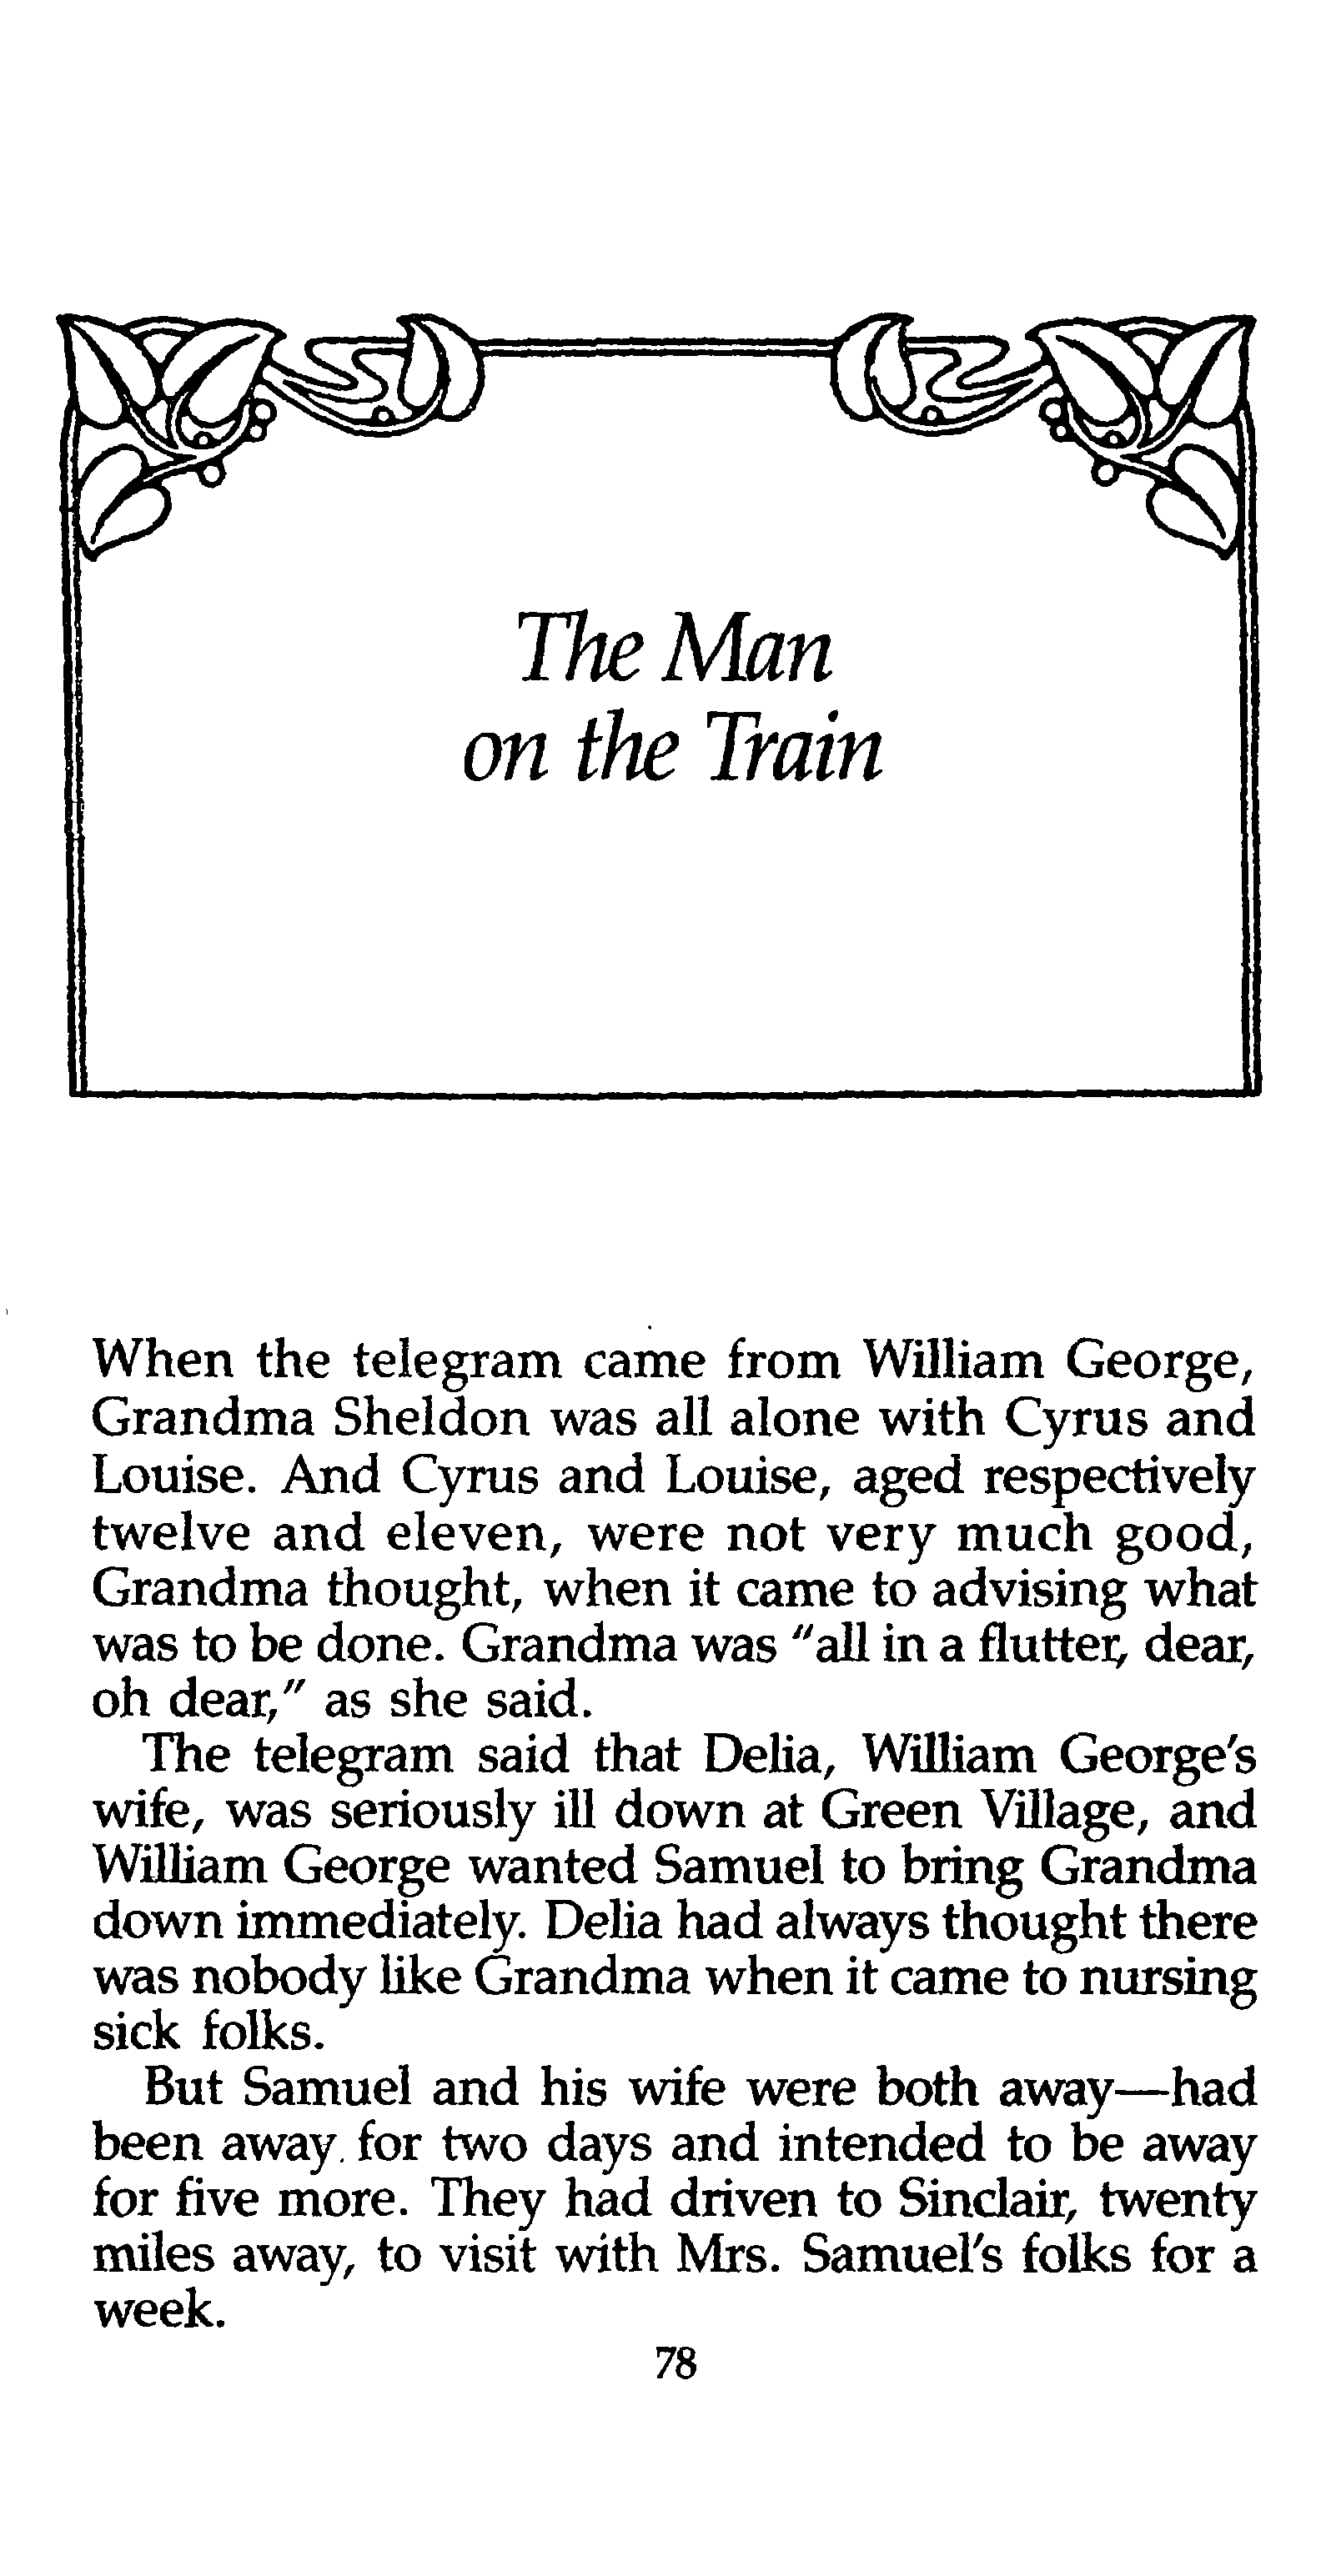 The Man
on the Train
When the telegram came from William George,
Grandma Sheldon was all alone with Cyrus and
Louise. And Cyrus and Louise, aged respectively
twelve and eleven, were not very much good,
Grandma thought, when it came to advising what
was to be done. Grandma was "all in a flutter, dear,
oh dear," as she said.
The telegram said that Delia, William George's
wife, was seriously ill down at Green Village, and
William George wanted Samuel to bring Grandma
down immediately. Delia had always thought there
was nobody like Grandma when it came to nursing
sick folks.
But Samuel and his wife were both away—had
been away for two days and intended to be away
for five more. They had driven to Sinclair, twenty
miles away, to visit with Mrs. Samuel's folks for a
week.
78